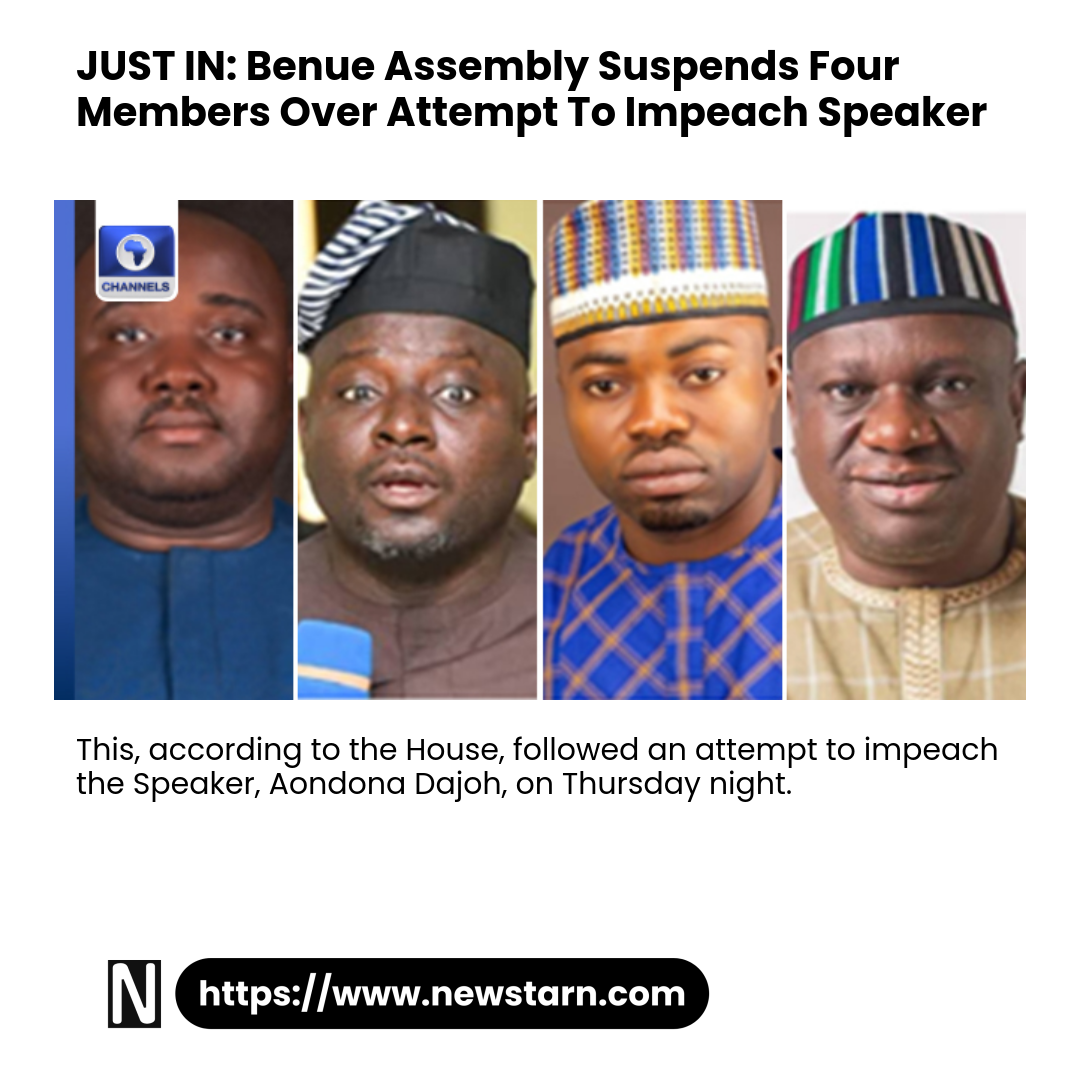 JUST IN: Benue Assembly Suspends Four
Members Over Attempt To Impeach Speaker
CHANNELS
This, according to the House, followed an attempt to impeach
the Speaker, Aondona Dajoh, on Thursday night.
N
https://www.newstarn.com